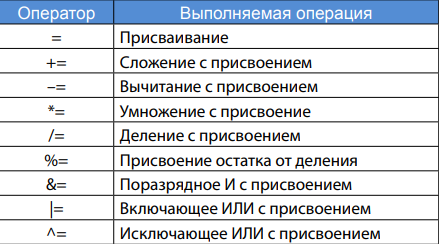 Оператор Выполняемая операция
= Присваивание
+= Сложение с присвоением
–= Вычитание с присвоением
*= Умножение с присвоение
/= Деление с присвоением
%= Присвоение остатка от деления
&= Поразрядное И с присвоением
|= Включающее ИЛИ с присвоением
^= Исключающее ИЛИ с присвоением